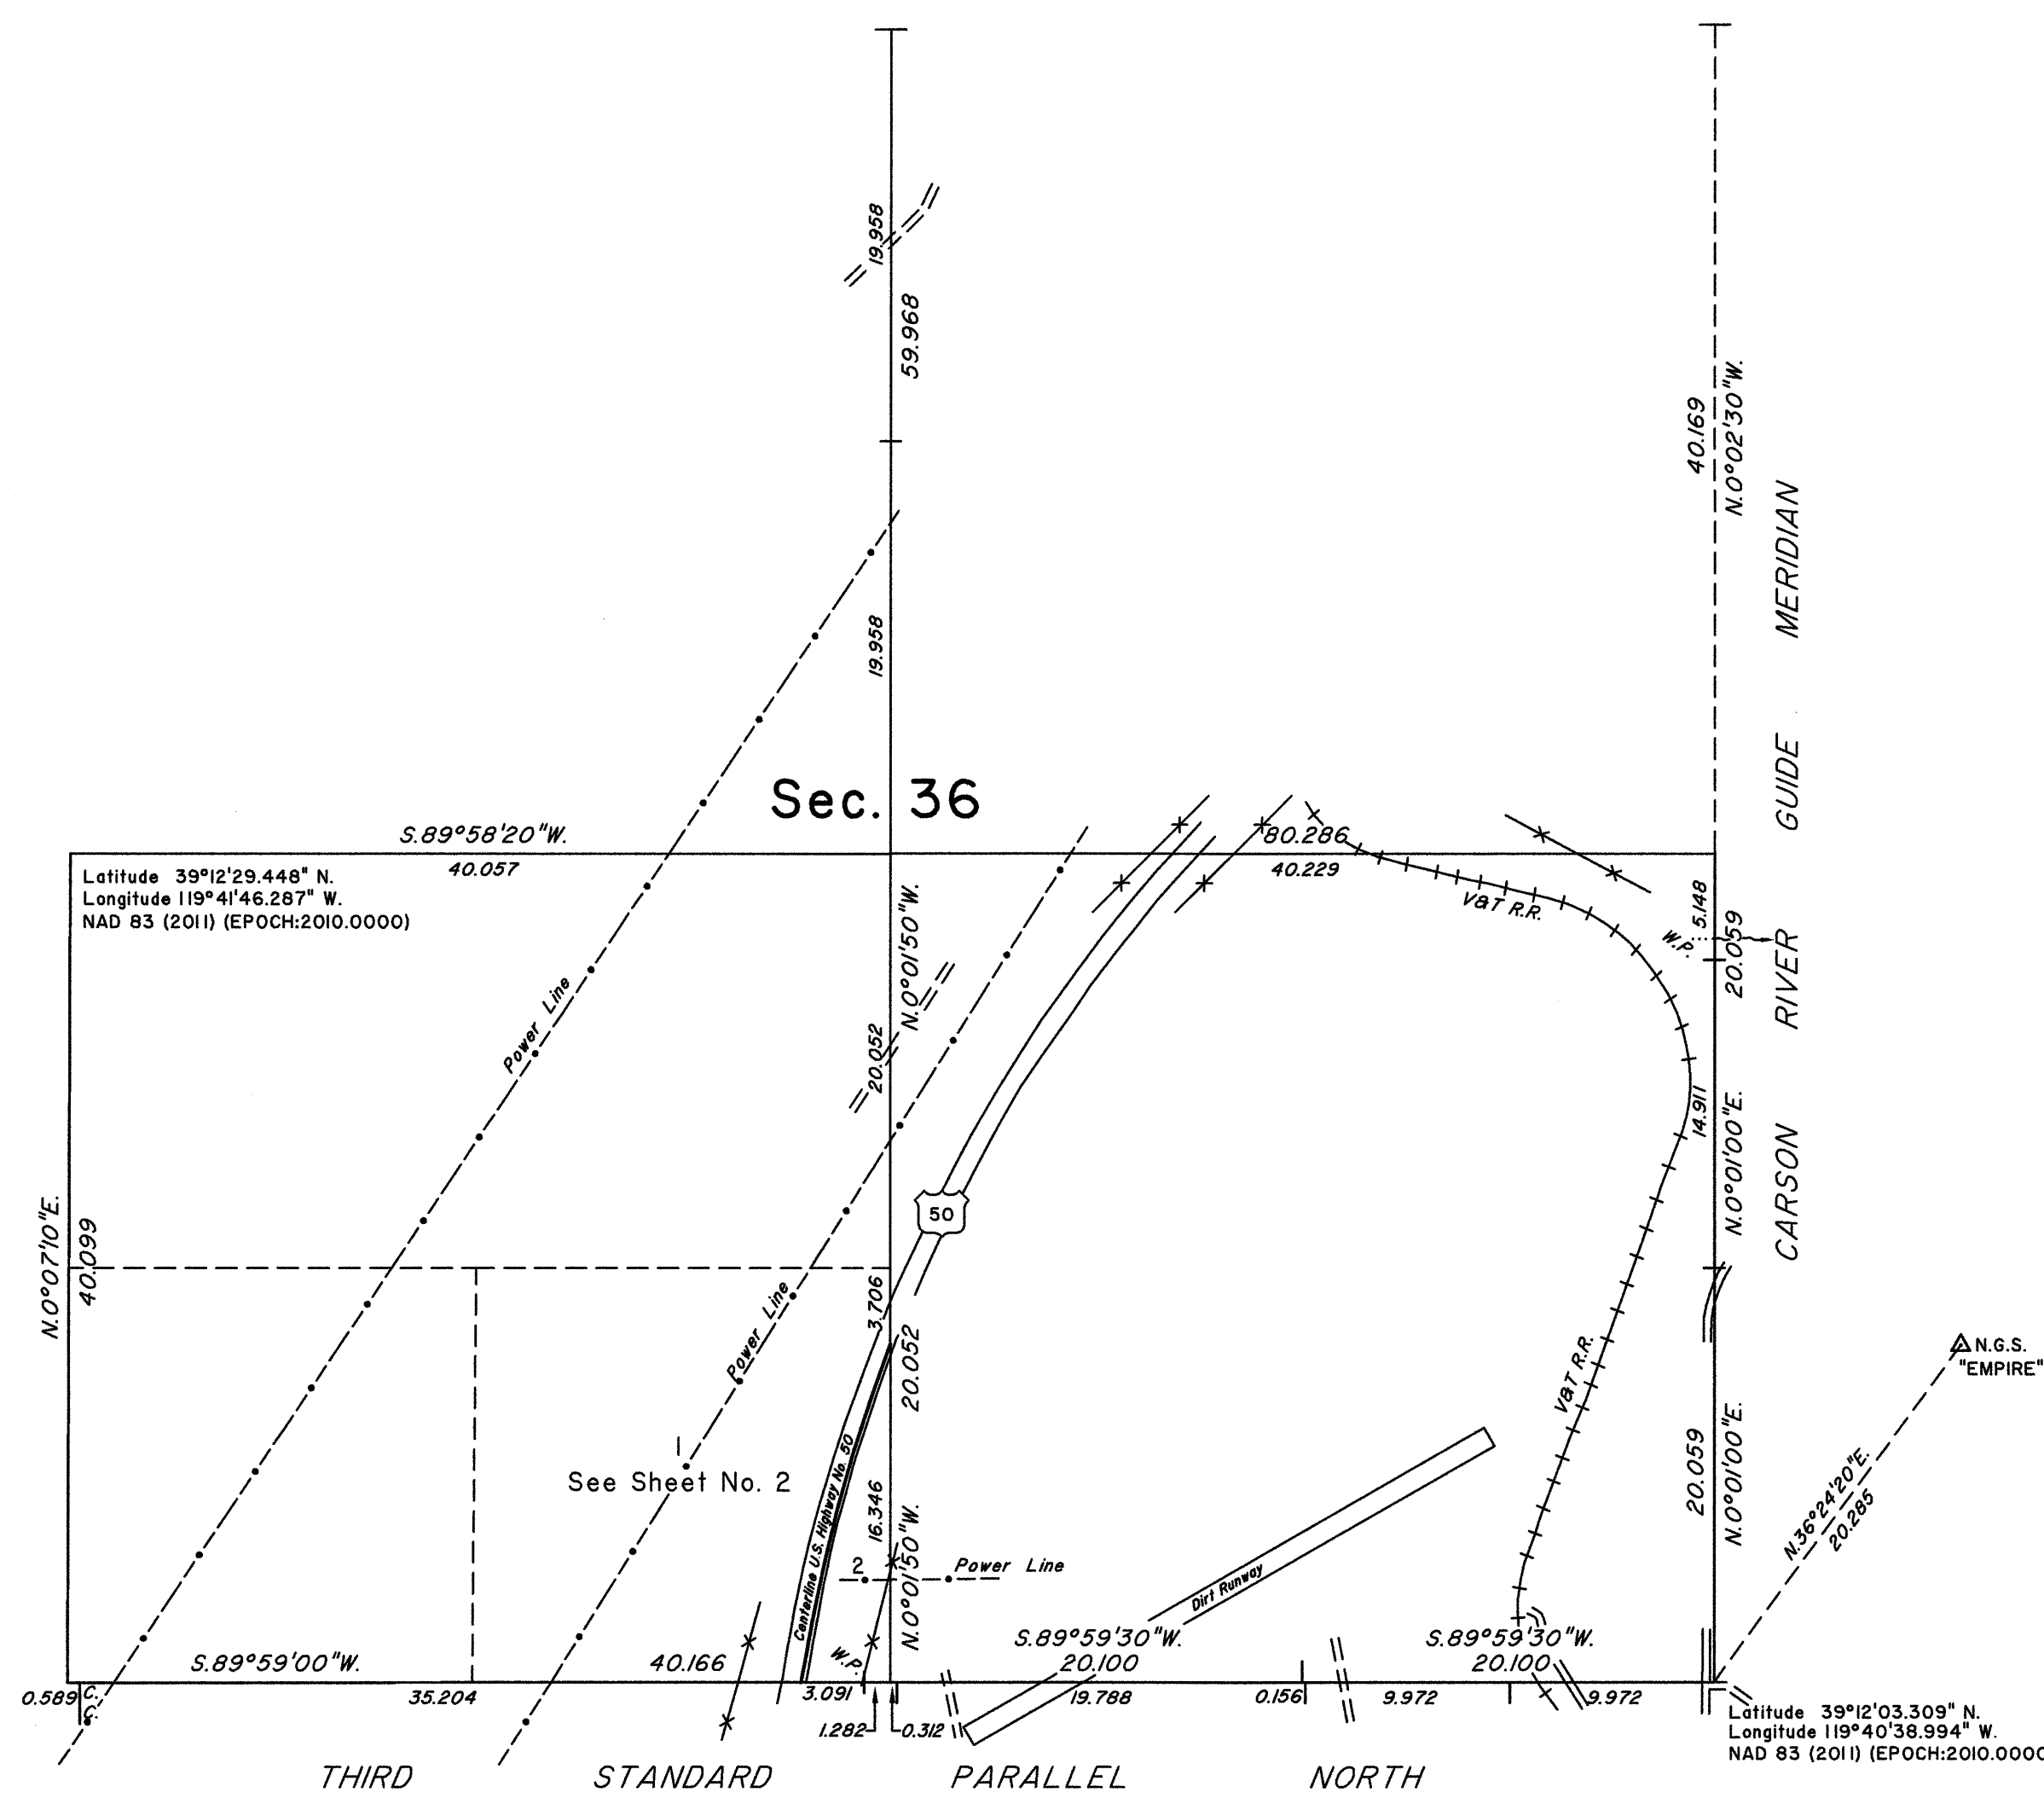 19.958
59.968
40.169
N.0°02'30"W.
GUIDE MERIDIAN
19.958
Sec. 36
S.89°58'20"W.
80.286
40.057
40.229
Latitude 39°12'29.448" N.
Longitude 119°41'46.287" W.
NAD 83 (2011) (EPOCH:2010.0000)
V&T R.R.
5.148
W.P.
20.059
N.0°01'50"W.
20.052
Power Line
CARSON RIVER
14.911
N.0°01'00"E.
50
N.0°07'10"E.
40.099
3.706
Power Line
20.052
V&T R.R.
N.G.S.
"EMPIRE"
1
See Sheet No. 2
Centerline U.S. Highway No. 50
16.346
N.0°01'50"W.
2
Power Line
Dirt Runway
20.059
N.0°01'00"E.
N.36°24'20"E.
20.285
S.89°59'00"W.
40.166
W.P.
S.89°59'30"W.
20.100
S.89°59'30"W.
20.100
0.589
C.
C.
35.204
3.091
1.282
0.312
19.788
0.156
9.972
9.972
Latitude 39°12'03.309" N.
Longitude 119°40'38.994" W.
NAD 83 (2011) (EPOCH:2010.0000
THIRD STANDARD PARALLEL NORTH